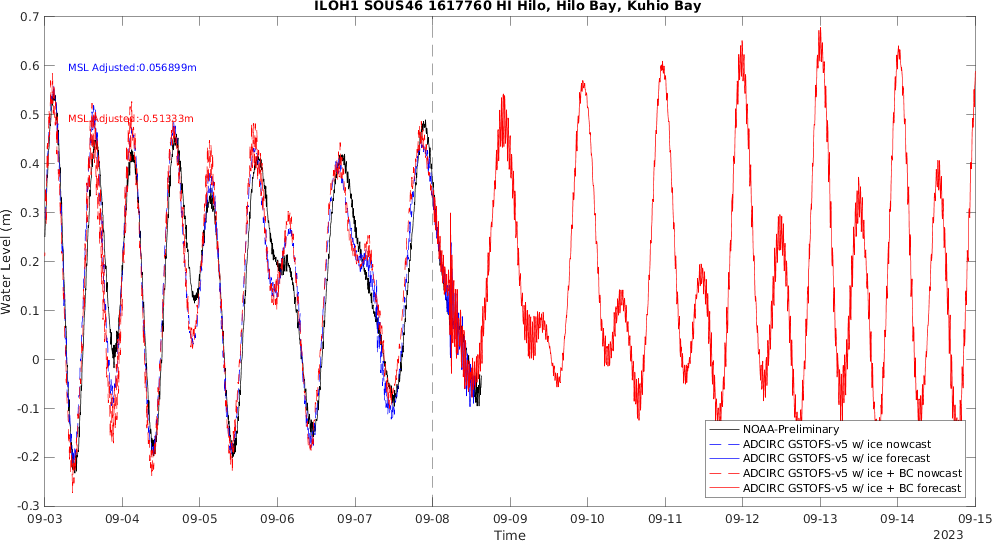 ILOH1 SOUS46 1617760 HI Hilo, Hilo Bay, Kuhio Bay
0.7
0.6
0.5
0.4
0.3
0.2
0.1
0
-0.1
-0.2
-0.3
Water Level (m)
MSL Adjusted:0.056899m
MSL Adjusted:-0.51333m
NOAA-Preliminary
ADCIRC GSTOFS-v5 w/ ice nowcast
ADCIRC GSTOFS-v5 w/ ice forecast
ADCIRC GSTOFS-v5 w/ ice + BC nowcast
ADCIRC GSTOFS-v5 w/ ice + BC forecast
09-03 09-04 09-05 09-06 09-07 09-08 09-09 09-10 09-11 09-12 09-13 09-14 09-15
Time
2023